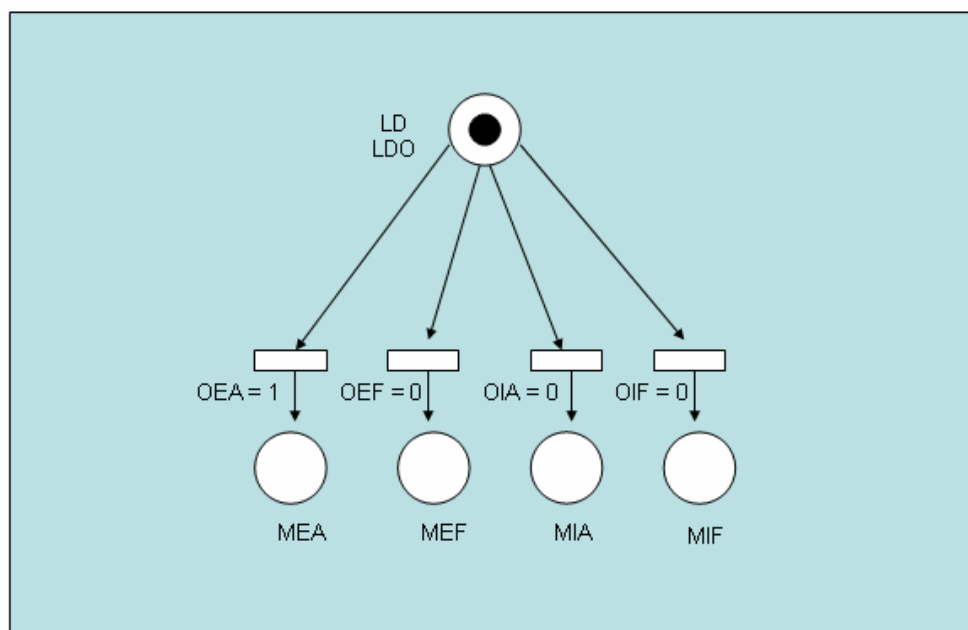 LD
LDO
OEA = 1
OEF = 0
OIA = 0
OIF = 0
MEA
MEF
MIA
MIF